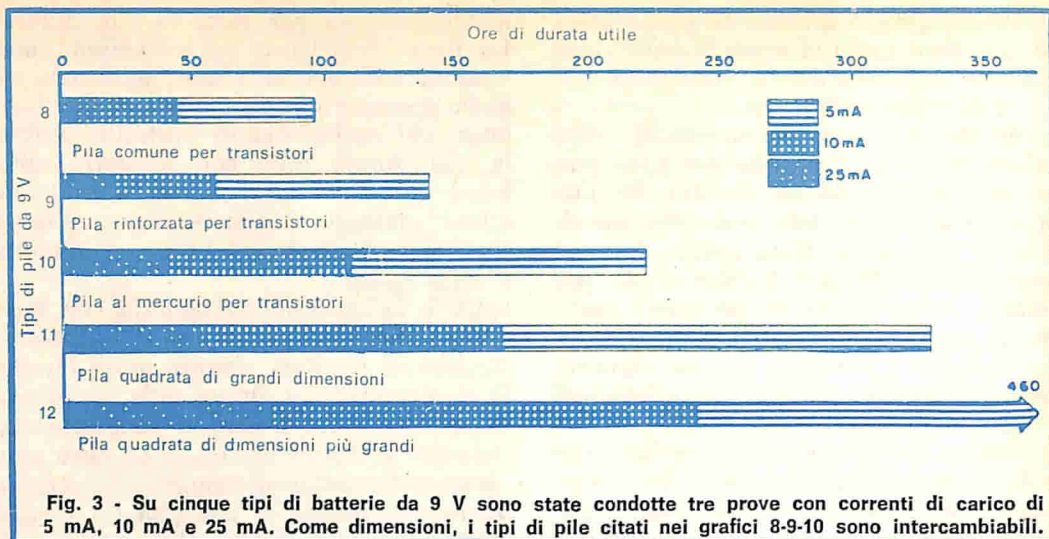 Ore di durata utile
0 50 100 150 200 250 300 350
Tipi di pile da 9 V
8
Pila comuni per transistori
9
Pila rinforzata per transistori
10
Pila al mercurio per transistori
11
Pila quadrata di grandi dimensioni
12
460
Pila quadrata di dimensioni più grandi
5mA
10mA
25mA
Fig. 3 - Su cinque tipi di batterie da 9 V sono state condotte tre prove con correnti di carico di
5 mA, 10 mA e 25 mA. Come dimensioni, i tipi di pile citati nei grafici 8-9-10 sono intercambiabili.